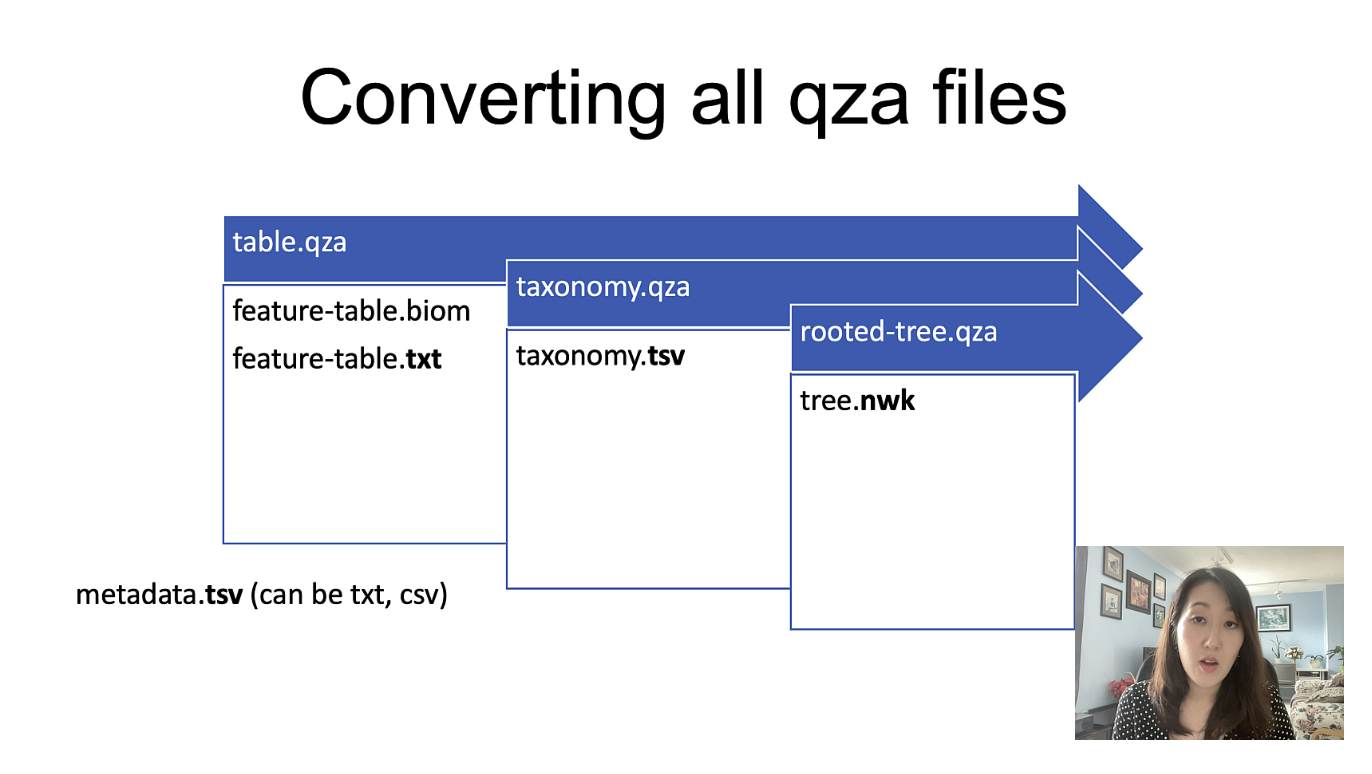 Converting all qza files
table.qza
feature-table.biom
feature-table.txt
taxonomy.qza
taxonomy.tsv
rooted-tree.qza
tree.nwk
metadata.tsv (can be txt, csv)